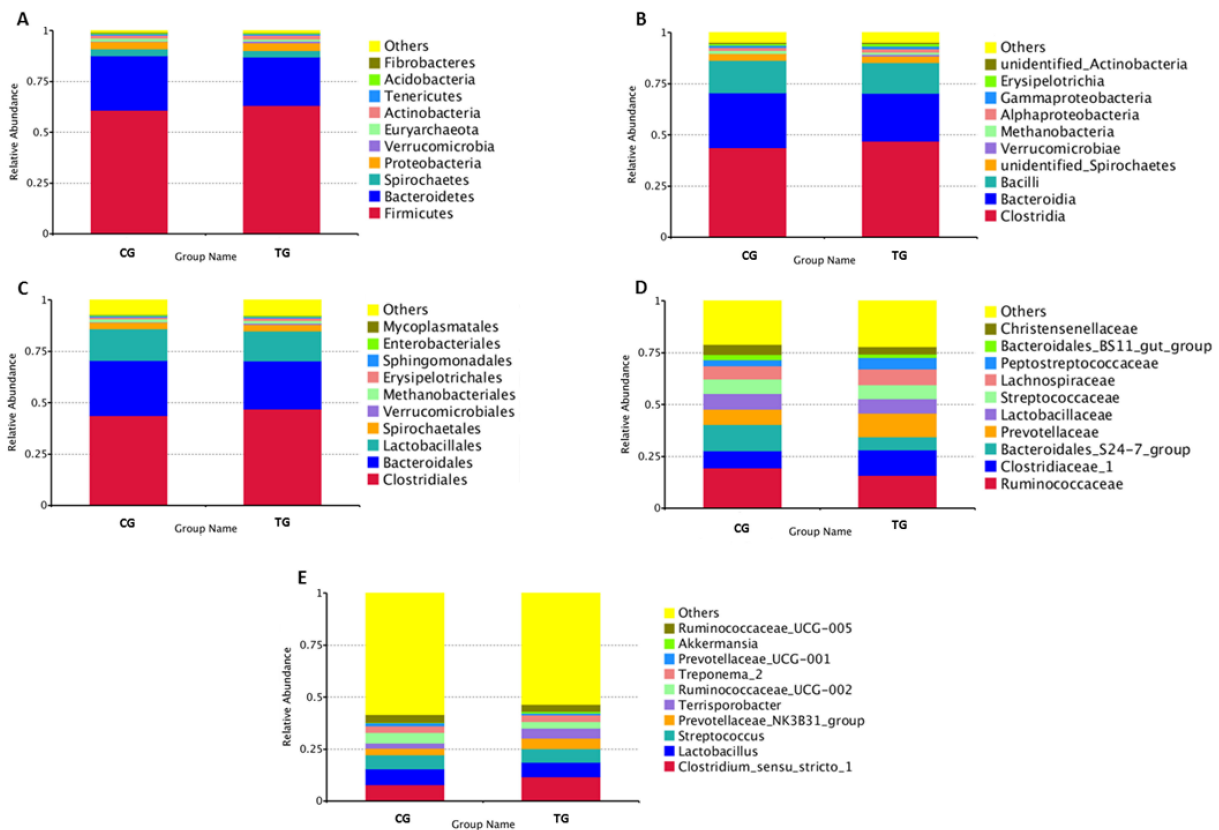 A
1
0.75
0.5
0.25
0
Relative Abundance
CG
Group Name
TG
Others
Fibrobacteres
Acidobacteria
Tenericutes
Actinobacteria
Euryarchaeota
Verrucomicrobia
Proteobacteria
Spirochaetes
Bacteroidetes
Firmicutes
B
1
0.75
0.5
0.25
0
Relative Abundance
CG
Group Name
TG
Others
unidentified_Actinobacteria
Erysipelotrichia
Gammaproteobacteria
Alphaproteobacteria
Methanobacteria
Verrucomicrobiae
unidentified_Spirochaetes
Bacilli
Bacteroidia
Clostridia
C
1
0.75
0.5
0.25
0
Relative Abundance
CG
Group Name
TG
Others
Mycoplasmatales
Enterobacteriales
Sphingomonadales
Erysipelotrichales
Methanobacteriales
Verrucomicrobiales
Spirochaetales
Lactobacillales
Bacteroidales
Clostridiales
D
1
0.75
0.5
0.25
0
Relative Abundance
CG
Group Name
TG
Others
Christensenellaceae
Bacteroidales_BS11_gut_group
Peptostreptococcaceae
Lachnospiraceae
Streptococcaceae
Lactobacillaceae
Prevotellaceae
Bacteroidales_S24-7_group
Clostridiaceae_1
Ruminococcaceae
E
1
0.75
0.5
0.25
0
Relative Abundance
CG
Group Name
TG
Others
Ruminococcaceae_UCG-005
Akkermansia
Prevotellaceae_UCG-001
Treponema_2
Ruminococcaceae_UCG-002
Terrisporobacter
Prevotellaceae_NK3B31_group
Streptococcus
Lactobacillus
Clostridium_sensu_stricto_1